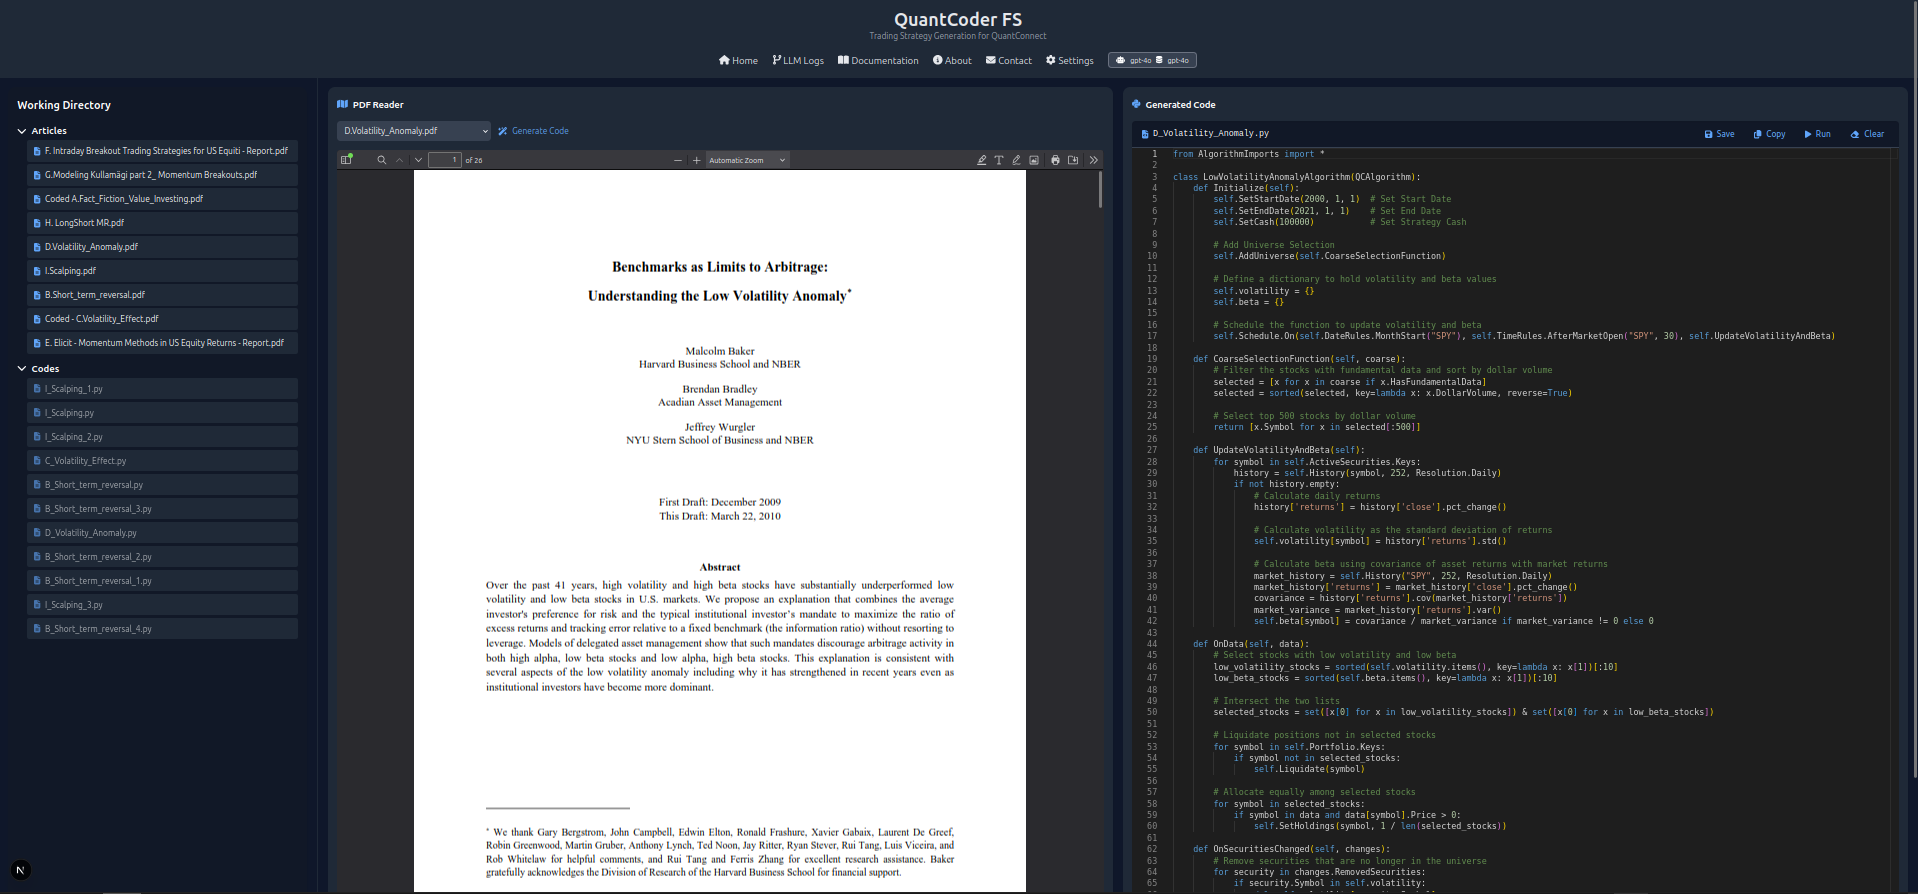 QuantCoder FS
Trading Strategy Generation for QuantConnect
Home LLM Logs Documentation About Contact Settings gpt-4o gpt-4o
Working Directory
Articles
F. Intraday Breakout Trading Strategies for US Equiti - Report.pdf
G.Modeling Kullamägi part 2_ Momentum Breakouts.pdf
Coded A.Fact_Fiction_Value_Investing.pdf
H. LongShort MR.pdf
D.Volatility_Anomaly.pdf
I.Scalping.pdf
B.Short_term_reversal.pdf
Coded - C.Volatility_Effect.pdf
E. Elicit - Momentum Methods in US Equity Returns - Report.pdf
Codes
I_Scalping_1.py
I_Scalping.py
I_Scalping_2.py
C_Volatility_Effect.py
B_Short_term_reversal.py
B_Short_term_reversal_3.py
D_Volatility_Anomaly.py
B_Short_term_reversal_2.py
B_Short_term_reversal_1.py
I_Scalping_3.py
B_Short_term_reversal_4.py
N
PDF Reader
D.Volatility_Anomaly.pdf Generate Code
1 of 26 Automatic Zoom
Benchmarks as Limits to Arbitrage:
Understanding the Low Volatility Anomaly*
Malcolm Baker
Harvard Business School and NBER
Brendan Bradley
Acadian Asset Management
Jeffrey Wurgler
NYU Stern School of Business and NBER
First Draft: December 2009
This Draft: March 22, 2010
Abstract
Over the past 41 years, high volatility and high beta stocks have substantially underperformed low
volatility and low beta stocks in U.S. markets. We propose an explanation that combines the average
investor's preference for risk and the typical institutional investor's mandate to maximize the ratio of
excess returns and tracking error relative to a fixed benchmark (the information ratio) without resorting to
leverage. Models of delegated asset management show that such mandates discourage arbitrage activity in
both high alpha, low beta stocks and low alpha, high beta stocks. This explanation is consistent with
several aspects of the low volatility anomaly including why it has strengthened in recent years even as
institutional investors have become more dominant.
* We thank Gary Bergstrom, John Campbell, Edwin Elton, Ronald Frashure, Xavier Gabaix, Laurent De Greef,
Robin Greenwood, Martin Gruber, Anthony Lynch, Ted Noon, Jay Ritter, Ryan Stever, Rui Tang, Luis Viceira, and
Rob Whitelaw for helpful comments, and Rui Tang and Ferris Zhang for excellent research assistance. Baker
gratefully acknowledges the Division of Research of the Harvard Business School for financial support.
Generated Code
D_Volatility_Anomaly.py Save Copy Run Clear
1 from AlgorithmImports import *
2
3 class LowVolatilityAnomalyAlgorithm(QCAlgorithm):
4 def Initialize(self):
5 self.SetStartDate(2000, 1, 1) # Set Start Date
6 self.SetEndDate(2021, 1, 1) # Set End Date
7 self.SetCash(100000) # Set Strategy Cash
8
9 # Add Universe Selection
10 self.AddUniverse(self.CoarseSelectionFunction)
11
12 # Define a dictionary to hold volatility and beta values
13 self.volatility = {}
14 self.beta = {}
15
16 # Schedule the function to update volatility and beta
17 self.Schedule.On(self.DateRules.MonthStart("SPY"), self.TimeRules.AfterMarketOpen("SPY", 30), self.UpdateVolatilityAndBeta)
18
19 def CoarseSelectionFunction(self, coarse):
20 # Filter the stocks with fundamental data and sort by dollar volume
21 selected = [x for x in coarse if x.HasFundamentalData]
22 selected = sorted(selected, key=lambda x: x.DollarVolume, reverse=True)
23
24 # Select top 500 stocks by dollar volume
25 return [x.Symbol for x in selected[:500]]
26
27 def UpdateVolatilityAndBeta(self):
28 for symbol in self.ActiveSecurities.Keys:
29 history = self.History(symbol, 252, Resolution.Daily)
30 if not history.empty:
31 # Calculate daily returns
32 history['returns'] = history['close'].pct_change()
33
34 # Calculate volatility as the standard deviation of returns
35 self.volatility[symbol] = history['returns'].std()
36
37 # Calculate beta using covariance of asset returns with market returns
38 market_history = self.History("SPY", 252, Resolution.Daily)
39 market_history['returns'] = market_history['close'].pct_change()
40 covariance = history['returns'].cov(market_history['returns'])
41 market_variance = market_history['returns'].var()
42 self.beta[symbol] = covariance / market_variance if market_variance != 0 else 0
43
44 def OnData(self, data):
45 # Select stocks with low volatility and low beta
46 low_volatility_stocks = sorted(self.volatility.items(), key=lambda x: x[1])[:10]
47 low_beta_stocks = sorted(self.beta.items(), key=lambda x: x[1])[:10]
48
49 # Intersect the two lists
50 selected_stocks = set([x[0] for x in low_volatility_stocks]) & set([x[0] for x in low_beta_stocks])
51
52 # Liquidate positions not in selected stocks
53 for symbol in self.Portfolio.Keys:
54 if symbol not in selected_stocks:
55 self.Liquidate(symbol)
56
57 # Allocate equally among selected stocks
58 for symbol in selected_stocks:
59 if symbol in data and data[symbol].Price > 0:
60 self.SetHoldings(symbol, 1 / len(selected_stocks))
61
62 def OnSecuritiesChanged(self, changes):
63 # Remove securities that are no longer in the universe
64 for security in changes.RemovedSecurities:
65 if security.Symbol in self.volatility: